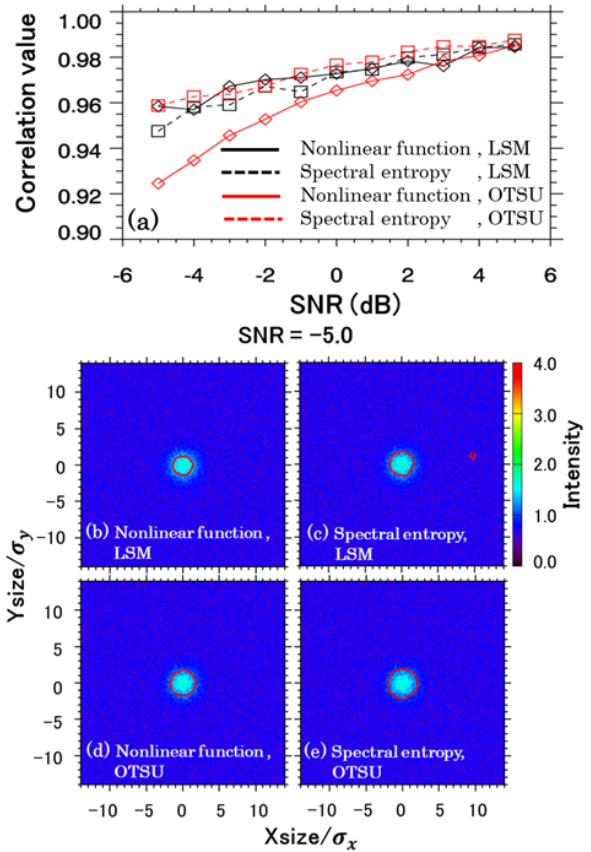 1.00
0.98
0.96
0.94
0.92
0.90
Correlation value
Nonlinear function , LSM
Spectral entropy , LSM
Nonlinear function , OTSU
Spectral entropy , OTSU
(a)
-6 -4 -2 0 2 4 6
SNR (dB)
SNR = −5.0
10
5
0
−5
−10
(b) Nonlinear function ,
LSM
(c) Spectral entropy,
LSM
4.0
3.0
2.0
1.0
0.0
Intensity
Ysize/σy
10
5
0
−5
−10
(d) Nonlinear function ,
OTSU
(e) Spectral entropy,
OTSU
−10 −5 0 5 10 −10 −5 0 5 10
Xsize/σx